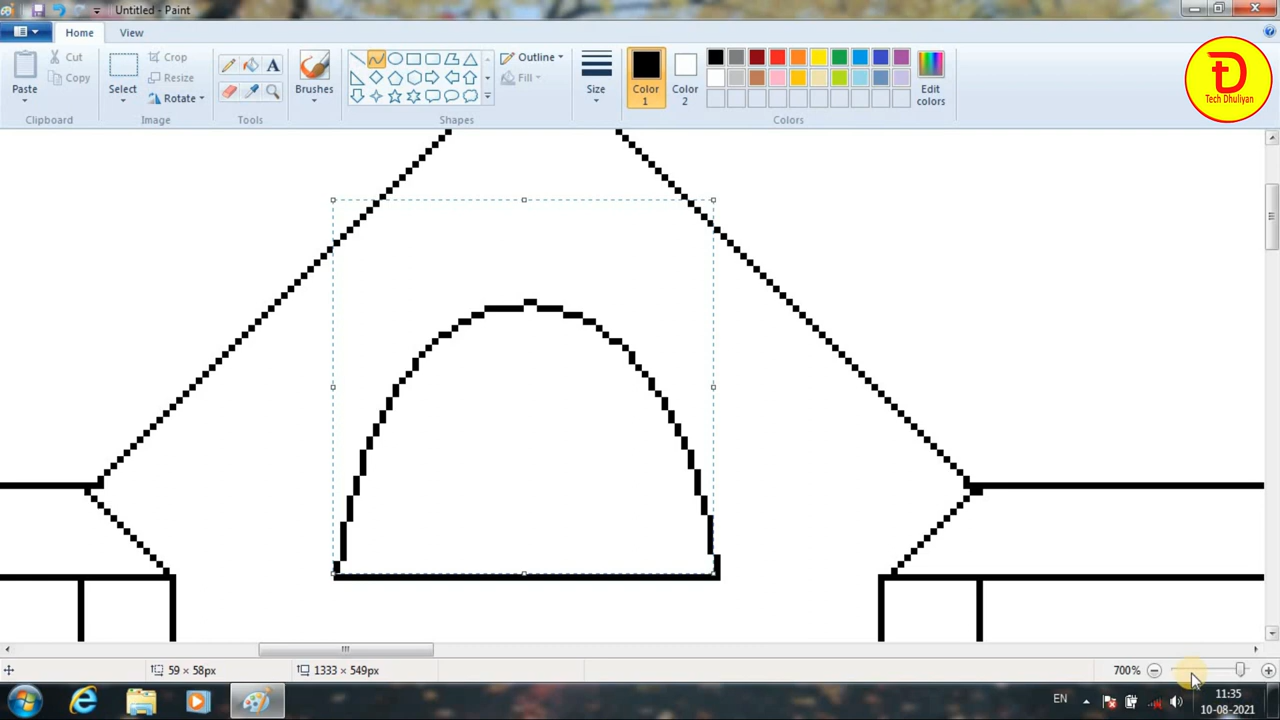 Untitled - Paint
Home
View
Paste
Cut
Copy
Clipboard
Select
Crop
Resize
Rotate
Image
A
Tools
Brushes
Outline
Fill
Shapes
Size
Color
1
Color
2
Edit
colors
Colors
Tech Dhuliyan
59 × 58px
1333 × 549px
700%
EN
11:35
10-08-2021